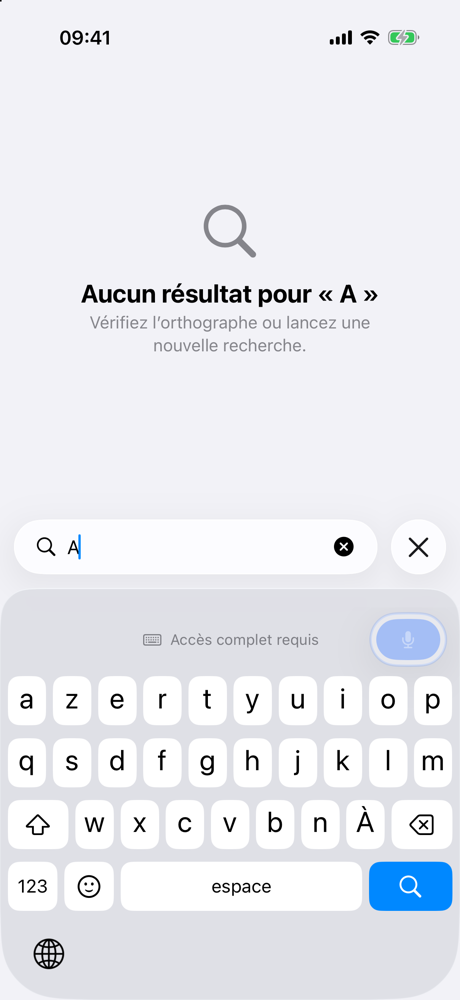 09:41
Aucun résultat pour « A »
Vérifiez l’orthographe ou lancez une
nouvelle recherche.
A
Accès complet requis
a z e r t y u i o p
q s d f g h j k l m
w x c v b n À
123 espace